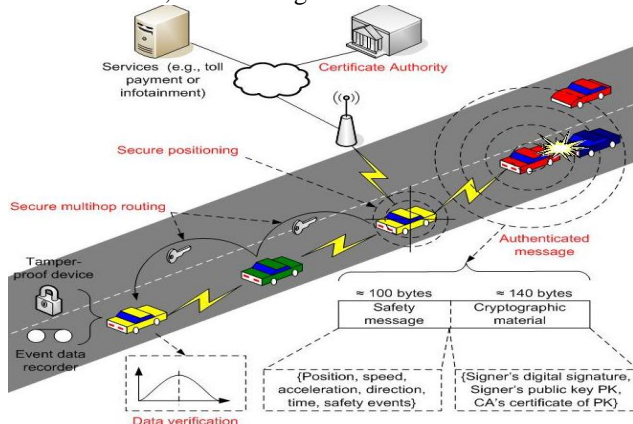 Services (e.g., toll
payment or
infotainment)
Certificate Authority
Secure positioning
Secure multihop routing
Tamper-
proof device
Event data
recorder
Authenticated
message
≈ 100 bytes
≈ 140 bytes
Safety
message
Cryptographic
material
{Position, speed,
acceleration, direction,
time, safety events}
{Signer's digital signature,
Signer's public key PK,
CA's certificate of PK}
Data verification